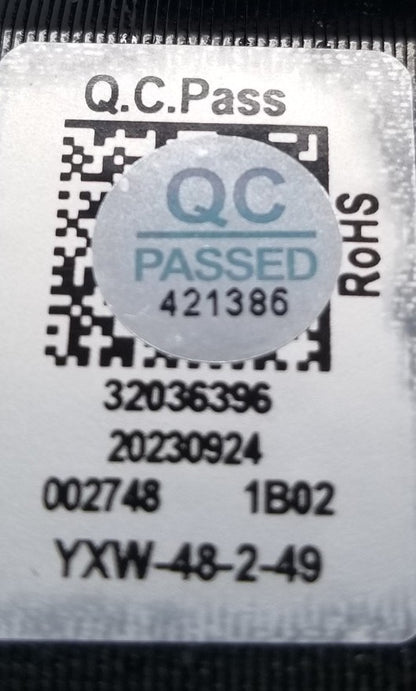 Q.C.Pass
QC
PASSED
421386
RoHS
32036396
20230924
002748 1B02
YXW-48-2-49